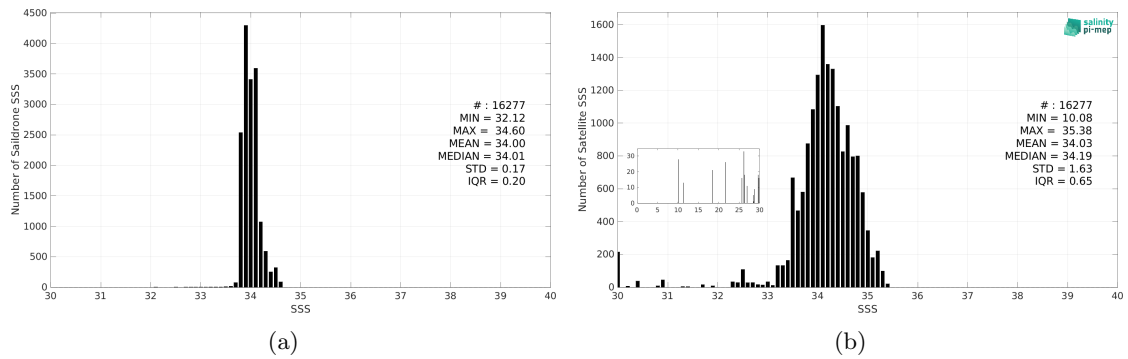 4500
4000
3500
3000
2500
2000
1500
1000
500
0
Number of Saildrone SSS
# : 16277
MIN = 32.12
MAX = 34.60
MEAN = 34.00
MEDIAN = 34.01
STD = 0.17
IQR = 0.20
30 31 32 33 34 35 36 37 38 39 40
SSS
(a)
1600
1400
1200
1000
800
600
400
200
0
Number of Satellite SSS
salinity
pi-mep
# : 16277
MIN = 10.08
MAX = 35.38
MEAN = 34.03
MEDIAN = 34.19
STD = 1.63
IQR = 0.65
30
20
10
0
0 5 10 15 20 25 30
30 31 32 33 34 35 36 37 38 39 40
SSS
(b)